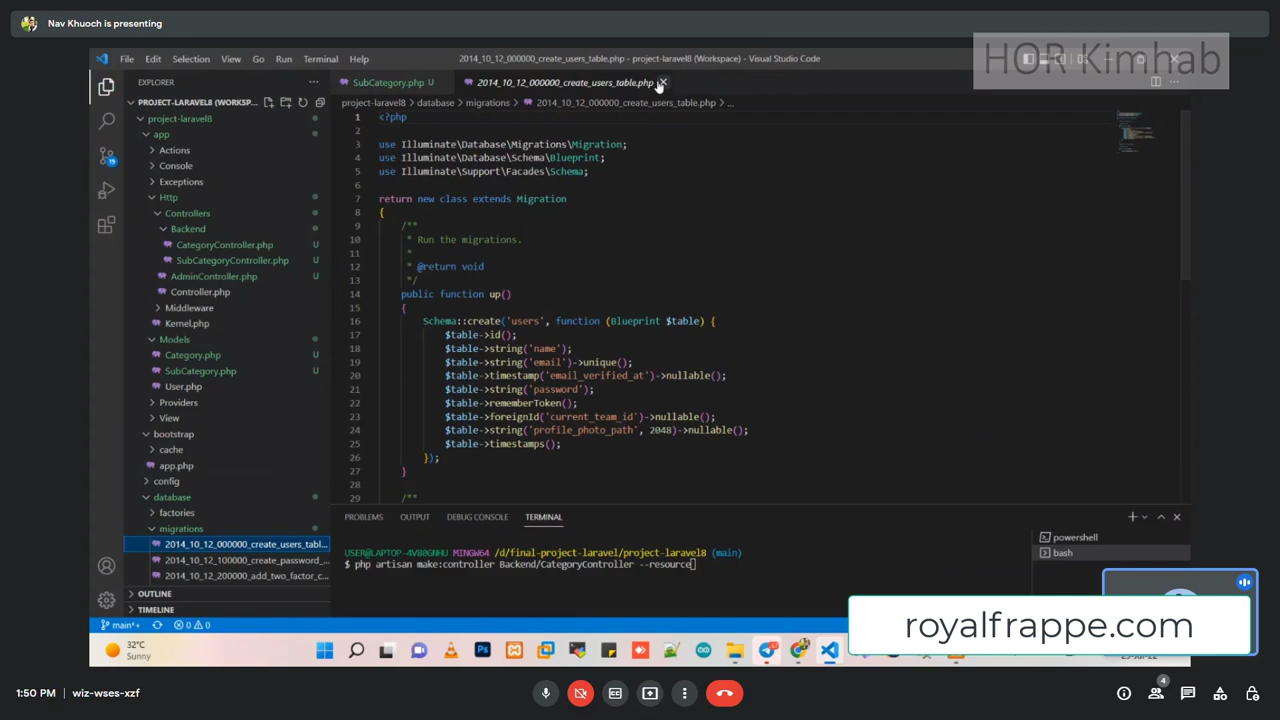 Nav Khuoch is presenting
HOR Kimhab
File Edit Selection View Go Run Terminal Help
2014_10_12_000000_create_users_table.php - project-laravel8 (Workspace) - Visual Studio Code
EXPLORER
SubCategory.php U
2014_10_12_000000_create_users_table.php
PROJECT-LARAVEL8 (WORKSP...
project-laravel8 > database > migrations > 2014_10_12_000000_create_users_table.php > ...
project-laravel8
app
Actions
Console
Exceptions
Http
Controllers
Backend
CategoryController.php U
SubCategoryController.php U
AdminController.php U
Controller.php
Middleware
Kernel.php
Models
Category.php U
SubCategory.php U
User.php
Providers
View
bootstrap
cache
app.php
config
database
factories
migrations
2014_10_12_000000_create_users_tabl...
2014_10_12_100000_create_password_...
2014_10_12_200000_add_two_factor_c...
OUTLINE
TIMELINE
1 <?php
2
3 use Illuminate\Database\Migrations\Migration;
4 use Illuminate\Database\Schema\Blueprint;
5 use Illuminate\Support\Facades\Schema;
6
7 return new class extends Migration
8 {
9 /**
10 * Run the migrations.
11 *
12 * @return void
13 */
14 public function up()
15 {
16 Schema::create('users', function (Blueprint $table) {
17 $table->id();
18 $table->string('name');
19 $table->string('email')->unique();
20 $table->timestamp('email_verified_at')->nullable();
21 $table->string('password');
22 $table->rememberToken();
23 $table->foreignId('current_team_id')->nullable();
24 $table->string('profile_photo_path', 2048)->nullable();
25 $table->timestamps();
26 });
27 }
28
29 /**
PROBLEMS OUTPUT DEBUG CONSOLE TERMINAL
powershell
bash
USER@LAPTOP-4V80GNHU MINGW64 /d/final-project-laravel/project-laravel8 (main)
$ php artisan make:controller Backend/CategoryController --resource
main* 0 0
royalfrappe.com
32°C
Sunny
1:50 PM wiz-wses-xzf
4